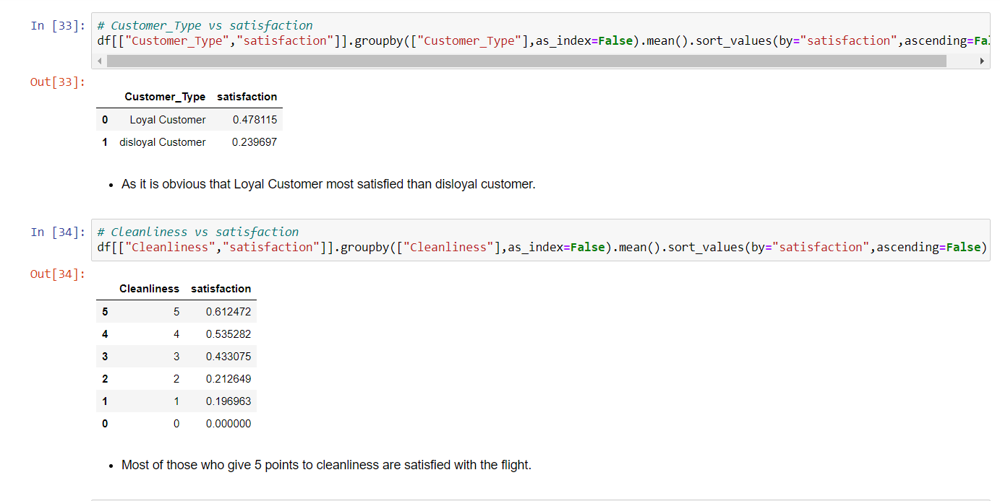 In [33]: # Customer_Type vs satisfaction
df[["Customer_Type","satisfaction"]].groupby(["Customer_Type"],as_index=False).mean().sort_values(by="satisfaction",ascending=Fal
Out[33]:
Customer_Type satisfaction
0 Loyal Customer 0.478115
1 disloyal Customer 0.239697
• As it is obvious that Loyal Customer most satisfied than disloyal customer.
In [34]: # Cleanliness vs satisfaction
df[["Cleanliness","satisfaction"]].groupby(["Cleanliness"],as_index=False).mean().sort_values(by="satisfaction",ascending=False)
Out[34]:
Cleanliness satisfaction
5 5 0.612472
4 4 0.535282
3 3 0.433075
2 2 0.212649
1 1 0.196963
0 0 0.000000
• Most of those who give 5 points to cleanliness are satisfied with the flight.